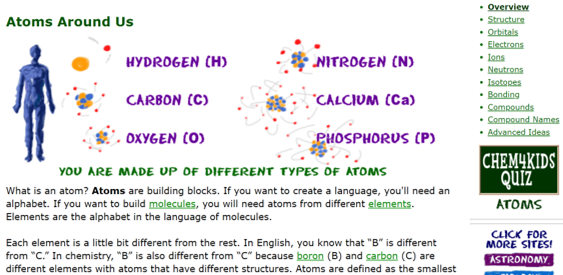 Atoms Around Us
HYDROGEN (H)
NITROGEN (N)
CARBON (C)
CALCIUM (Ca)
OXYGEN (O)
PHOSPHORUS (P)
YOU ARE MADE UP OF DIFFERENT TYPES OF ATOMS
What is an atom? Atoms are building blocks. If you want to create a language, you'll need an
alphabet. If you want to build molecules, you will need atoms from different elements.
Elements are the alphabet in the language of molecules.
Each element is a little bit different from the rest. In English, you know that “B” is different
from “C.” In chemistry, “B” is also different from “C” because boron (B) and carbon (C) are
different elements with atoms that have different structures. Atoms are defined as the smallest
Overview
Structure
Orbitals
Electrons
Ions
Neutrons
Isotopes
Bonding
Compounds
Compound Names
Advanced Ideas
CHEM4KIDS
QUIZ
ATOMS
CLICK FOR
MORE SITES!
ASTRONOMY